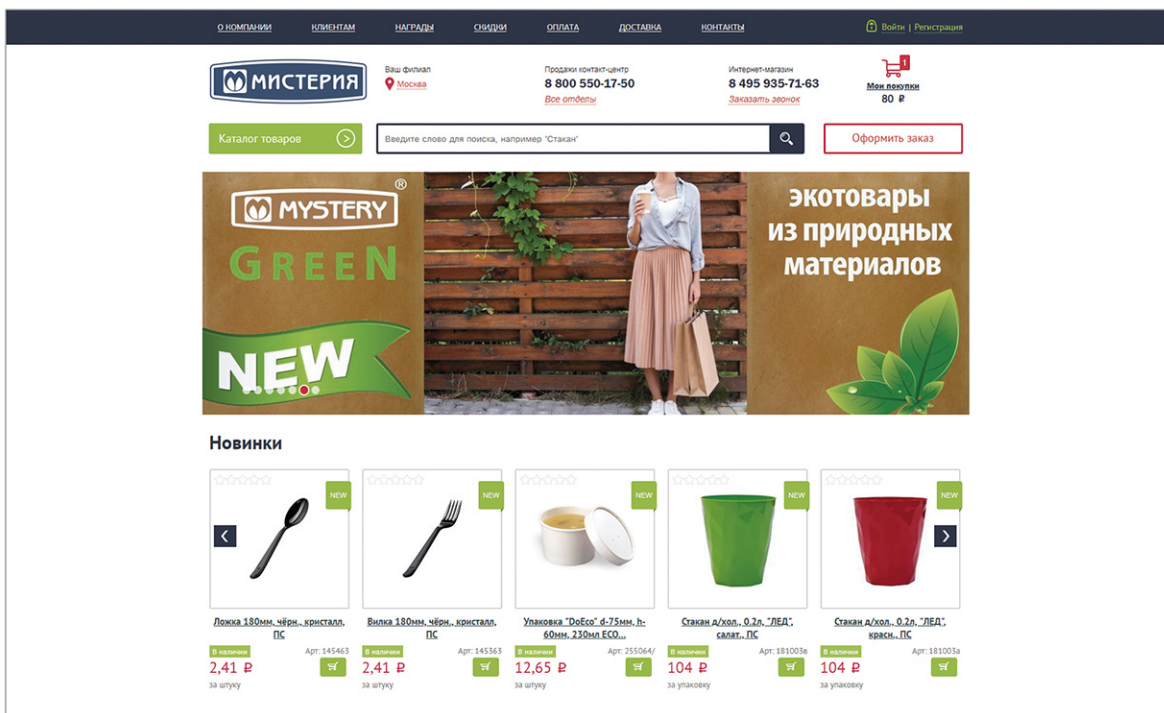 О КОМПАНИИ КЛИЕНТАМ НАГРАДЫ СКИДКИ ОПЛАТА ДОСТАВКА КОНТАКТЫ Войти | Регистрация
МИСТЕРИЯ
Ваш филиал
Москва
Продажи контакт-центр
8 800 550-17-50
Все отделы
Интернет-магазин
8 495 935-71-63
Заказать звонок
1
Мои покупки
80 ₽
Каталог товаров
Введите слово для поиска, например "Стакан"
Оформить заказ
MYSTERY ®
GREEN
NEW
экотовары
из природных
материалов
Новинки
NEW
NEW
NEW
NEW
NEW
Ложка 180мм, чёрн., кристалл,
ПС
В наличии Арт: 145463
2,41 ₽
за штуку
Вилка 180мм, чёрн., кристалл,
ПС
В наличии Арт: 145363
2,41 ₽
за штуку
Упаковка "DoEco" d-75мм, h-
60мм, 230мл ECO...
В наличии Арт: 255064/
12,65 ₽
за штуку
Стакан д/хол., 0.2л, "ЛЕД",
салат., ПС
В наличии Арт: 181003в
104 ₽
за упаковку
Стакан д/хол., 0.2л, "ЛЕД",
красн., ПС
В наличии Арт: 181003а
104 ₽
за упаковку